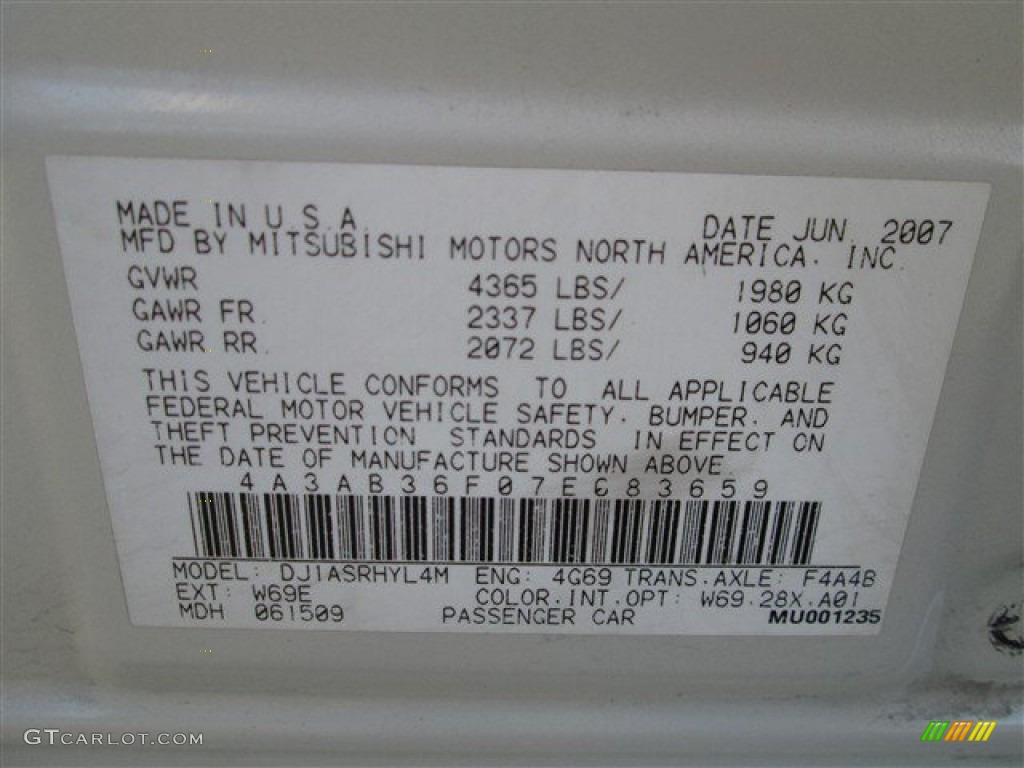 MADE IN U.S.A. DATE JUN. 2007
MFD BY MITSUBISHI MOTORS NORTH AMERICA. INC.
GVWR 4365 LBS/ 1980 KG
GAWR FR. 2337 LBS/ 1060 KG
GAWR RR. 2072 LBS/ 940 KG
THIS VEHICLE CONFORMS TO ALL APPLICABLE
FEDERAL MOTOR VEHICLE SAFETY. BUMPER. AND
THEFT PREVENTION STANDARDS IN EFFECT ON
THE DATE OF MANUFACTURE SHOWN ABOVE.
4A3AB36F07E083659
MODEL: DJ1ASRHYL4M ENG: 4G69 TRANS.AXLE: F4A4B
EXT: W69E COLOR.INT.OPT: W69.28X.A01
MDH 061509 PASSENGER CAR MU001235
GTCARLOT.COM